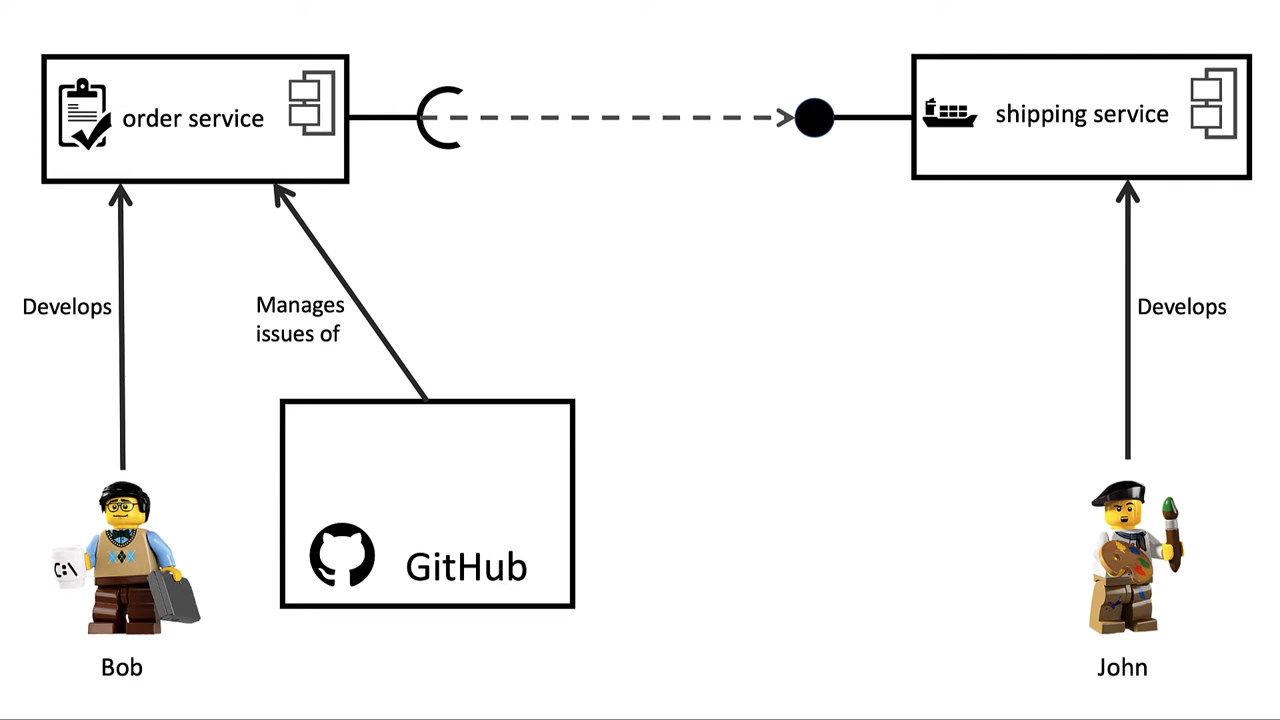 order service
shipping service
Develops
Manages
issues of
Develops
GitHub
C:\
Bob
John